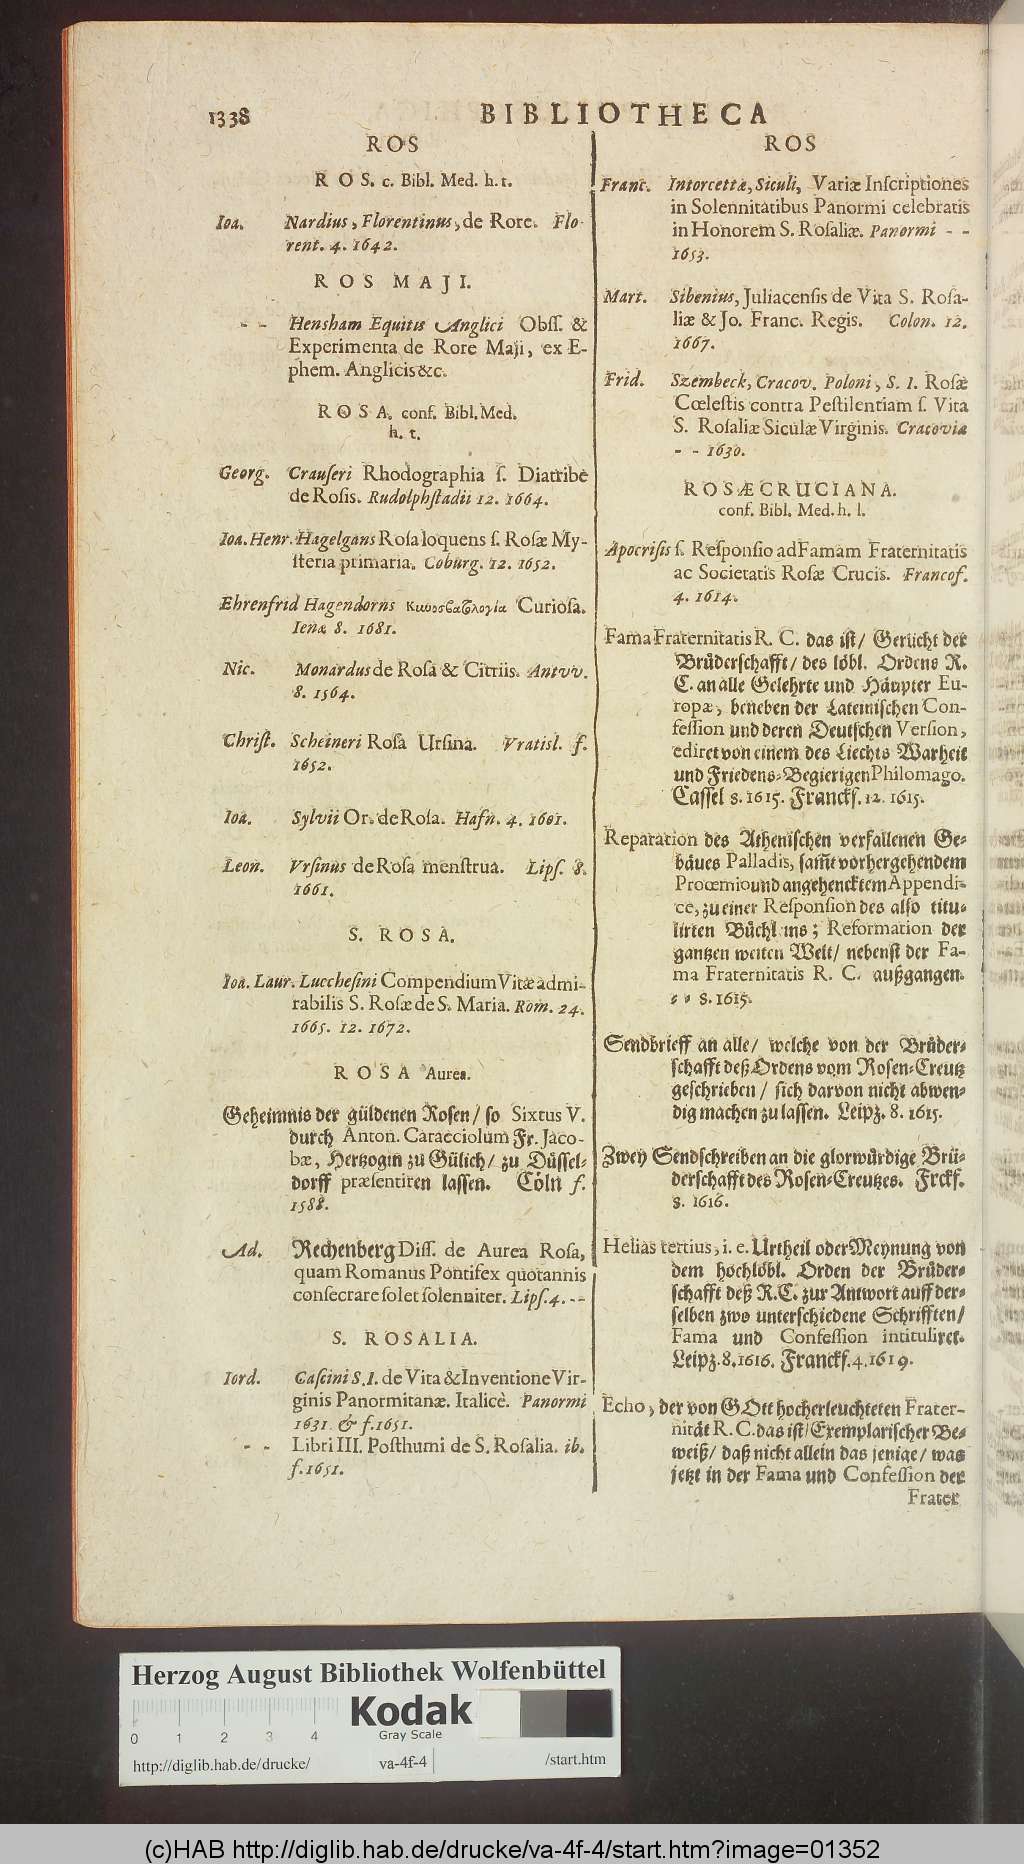 1338
BIBLIOTHECA
ROS
ROS. c. Bibl. Med. h. t.
Ioa. Nardius, Florentinus, de Rore. Flo-
rent. 4. 1642.
ROS MAJI.
- - Hensham Equitis Anglici Obſſ. &
Experimenta de Rore Maji, ex E-
phem. Anglicis &c.
ROSA. conf. Bibl. Med.
h. t.
Georg. Crauſeri Rhodographia ſ. Diatribe
de Roſis. Rudolphſtadii 12. 1664.
Ioa. Henr. Hagelgans Roſa loquens ſ. Roſæ My-
ſteria primaria. Coburg. 12. 1652.
Ehrenfrid Hagendorns Curioſa.
Ienæ 8. 1681.
Nic. Monardus de Roſa & Citriis. Antvv.
8. 1564.
Chriſt. Scheineri Roſa Urſina. Vratisl. f.
1652.
Ioa. Sylvii Or. de Roſa. Hafn. 4. 1601.
Leon. Vrſinus de Roſa menſtrua. Lipſ. 8.
1661.
S. ROSA.
Ioa. Laur. Luccheſini Compendium Vitæ admi-
rabilis S. Roſæ de S. Maria. Rom. 24.
1665. 12. 1672.
ROSA Aurea.
Geheimnis der güldenen Roſen/ ſo Sixtus V.
durch Anton. Caracciolum Fr. Jaco-
bæ, Hertzogin zu Gülich/ zu Düſſel-
dorff præſentiren laſſen. Cöln f.
1588.
Ad. Rechenberg Diſſ. de Aurea Roſa,
quam Romanus Pontifex quotannis
conſecrare ſolet ſolenniter. Lipſ. 4. - -
S. ROSALIA.
Iord. Caſcini S. I. de Vita & Inventione Vir-
ginis Panormitanæ. Italicè. Panormi
1631. & f. 1651.
- - Libri III. Poſthumi de S. Roſalia. ib.
f. 1651.
ROS
Franc. Intorcettæ, Siculi, Variæ Inſcriptiones
in Solennitatibus Panormi celebratis
in Honorem S. Roſaliæ. Panormi - -
1653.
Mart. Sibenius, Juliacenſis de Vita S. Roſa-
liæ & Jo. Franc. Regis. Colon. 12.
1667.
Frid. Szembeck, Cracov. Poloni, S. I. Roſæ
Cœleſtis contra Peſtilentiam ſ. Vita
S. Roſaliæ Siculæ Virginis. Cracoviæ
- - 1630.
ROSÆCRUCIANA.
conf. Bibl. Med. h. l.
Apocriſis ſ. Reſponſio ad Famam Fraternitatis
ac Societatis Roſæ Crucis. Francof.
4. 1614.
Fama Fraternitatis R. C. das iſt/ Gerücht der
Brüderſchafft/ des löbl. Ordens R.
C. an alle Gelehrte und Häupter Eu-
ropæ, beneben der Lateiniſchen Con-
feſſion und deren Deutſchen Verſion,
ediret von einem des Liechts Warheit
und Friedens-Begierigen Philomago.
Caſſel 8. 1615. Franckf. 12. 1615.
Reparation des Atheniſchen verfallenen Ge-
bäues Palladis, ſam̃t vorhergehendem
Prœmio und angehencktem Appendi-
ce, zu einer Reſponſion des alſo titu-
lirten Büchl ins; Reformation der
gantzen weiten Welt/ nebenſt der Fa-
ma Fraternitatis R. C. außgangen.
- - 8. 1615.
Sendbrieff an alle/ welche von der Brüder-
ſchafft deß Ordens vom Roſen-Creutz
geſchrieben/ ſich darvon nicht abwen-
dig machen zu laſſen. Leipz. 8. 1615.
Zwey Sendſchreiben an die glorwürdige Brü-
derſchafft des Roſen-Creutzes. Frckf.
8. 1616.
Helias tertius, i. e. Urtheil oder Meynung von
dem hochlöbl. Orden der Brüder-
ſchafft deß R. C. zur Antwort auff der-
ſelben zwo unterſchiedene Schrifften/
Fama und Confeſſion intituliret.
Leipz. 8. 1616. Franckf. 4. 1619.
Echo, der von GOtt hocherleuchteten Frater-
nität R. C. das iſt/ Exemplariſcher Be-
weiß/ daß nicht allein das jenige/ was
jetzt in der Fama und Confeſſion der
Frater
Herzog August Bibliothek Wolfenbüttel
Kodak
Gray Scale
0 1 2 3 4
http://diglib.hab.de/drucke/ va-4f-4 /start.htm
(c)HAB http://diglib.hab.de/drucke/va-4f-4/start.htm?image=01352